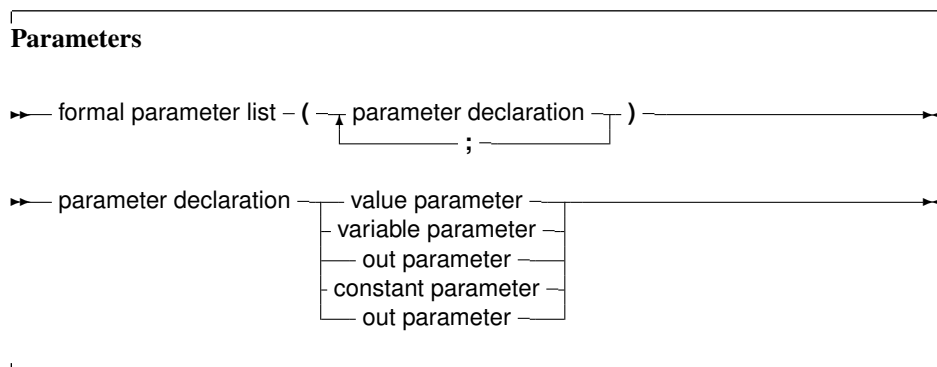 Parameters
formal parameter list ( parameter declaration )
;
parameter declaration value parameter
variable parameter
out parameter
constant parameter
out parameter